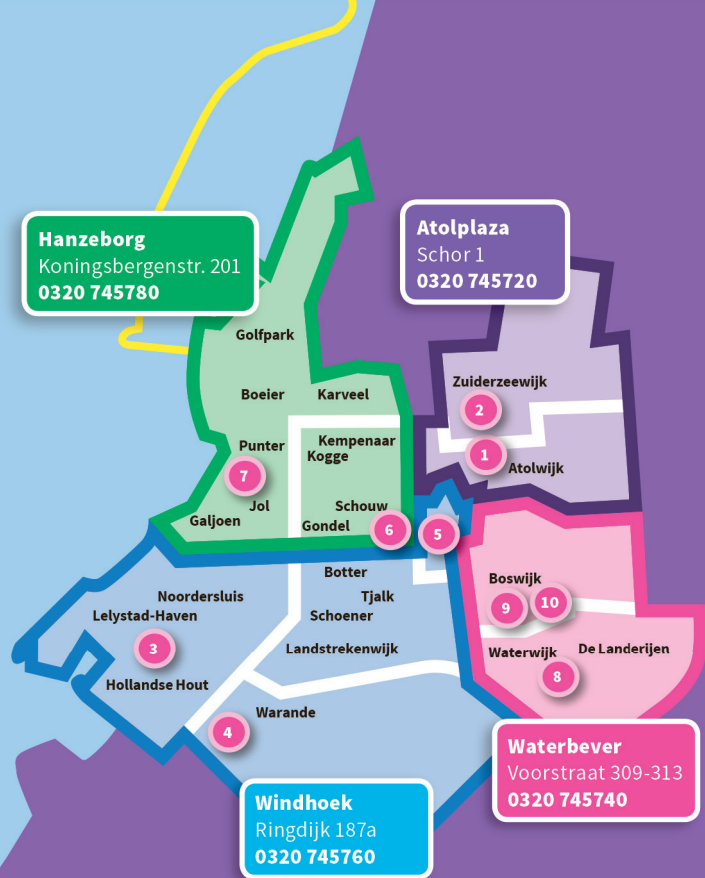 Hanzeborg
Koningsbergenstr. 201
0320 745780
Atolplaza
Schor 1
0320 745720
Golfpark
Boeier
Karveel
Punter
Kempenaar
Kogge
7
Jol
Galjoen
Schouw
Gondel
6
Zuiderzeewijk
2
1
Atolwijk
5
Botter
Tjalk
Schoener
Landstrekenwijk
Noordersluis
Lelystad-Haven
3
Hollandse Hout
Warande
4
Boswijk
9
10
Waterwijk
De Landerijen
8
Windhoek
Ringdijk 187a
0320 745760
Waterbever
Voorstraat 309-313
0320 745740